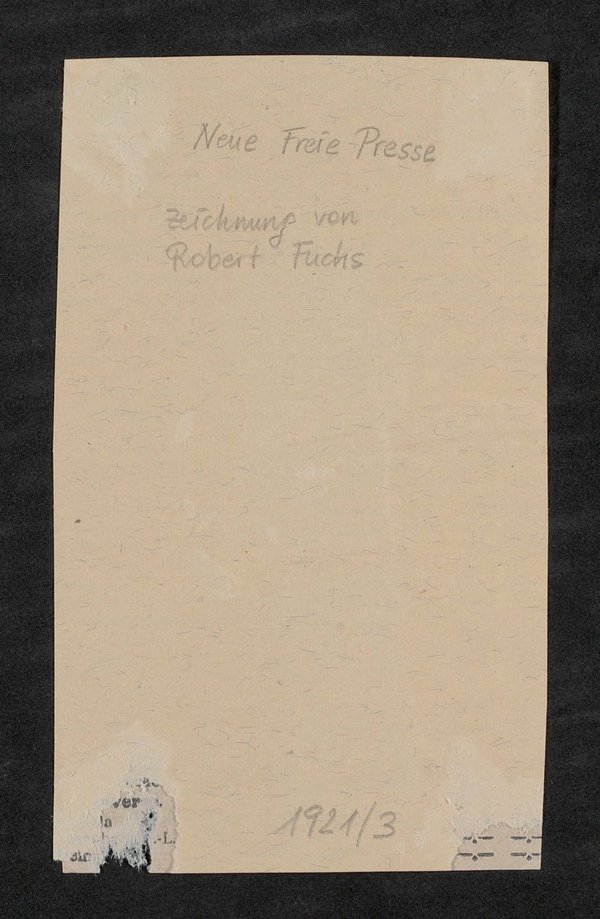 Neue Freie Presse
Zeichnung von
Robert Fuchs
1921/3